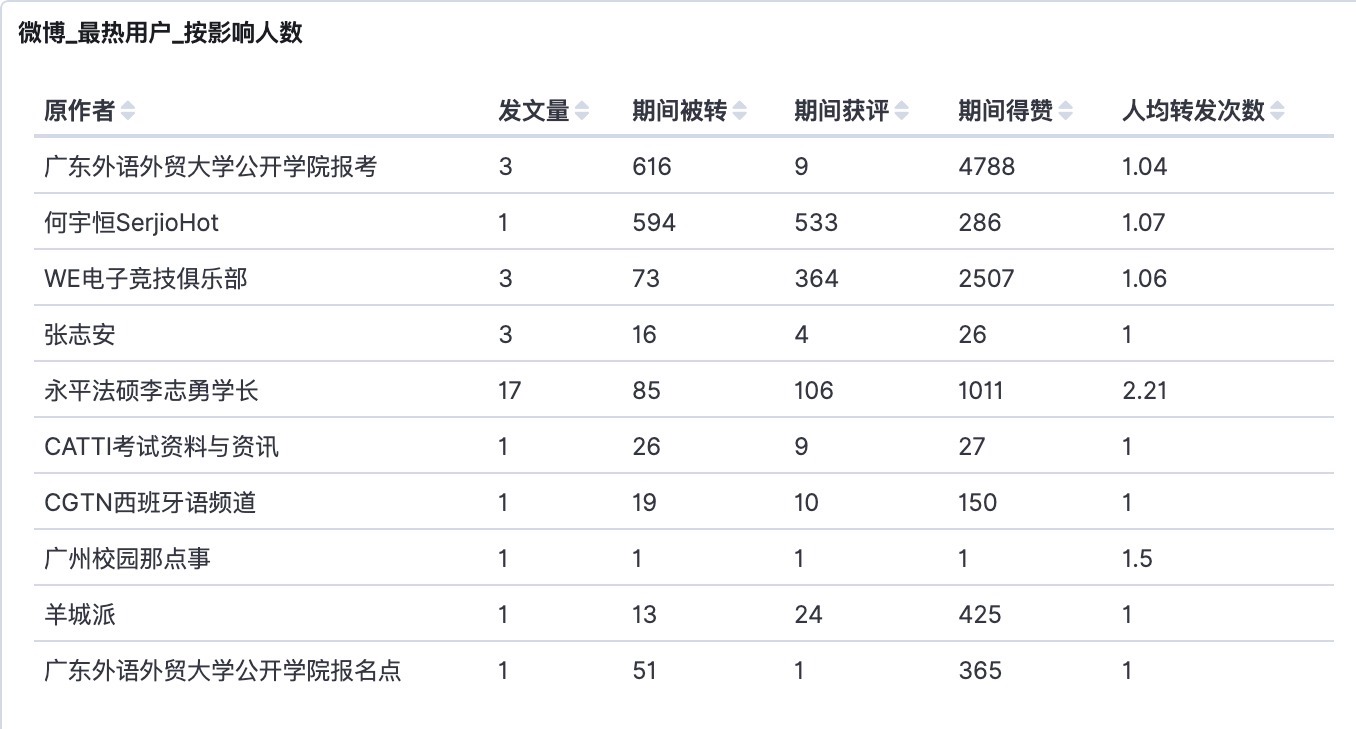 微博_最热用户_按影响人数
原作者 发文量 期间被转 期间获评 期间得赞 人均转发次数
广东外语外贸大学公开学院报考 3 616 9 4788 1.04
何宇恒SerjioHot 1 594 533 286 1.07
WE电子竞技俱乐部 3 73 364 2507 1.06
张志安 3 16 4 26 1
永平法硕李志勇学长 17 85 106 1011 2.21
CATTI考试资料与资讯 1 26 9 27 1
CGTN西班牙语频道 1 19 10 150 1
广州校园那点事 1 1 1 1 1.5
羊城派 1 13 24 425 1
广东外语外贸大学公开学院报名点 1 51 1 365 1